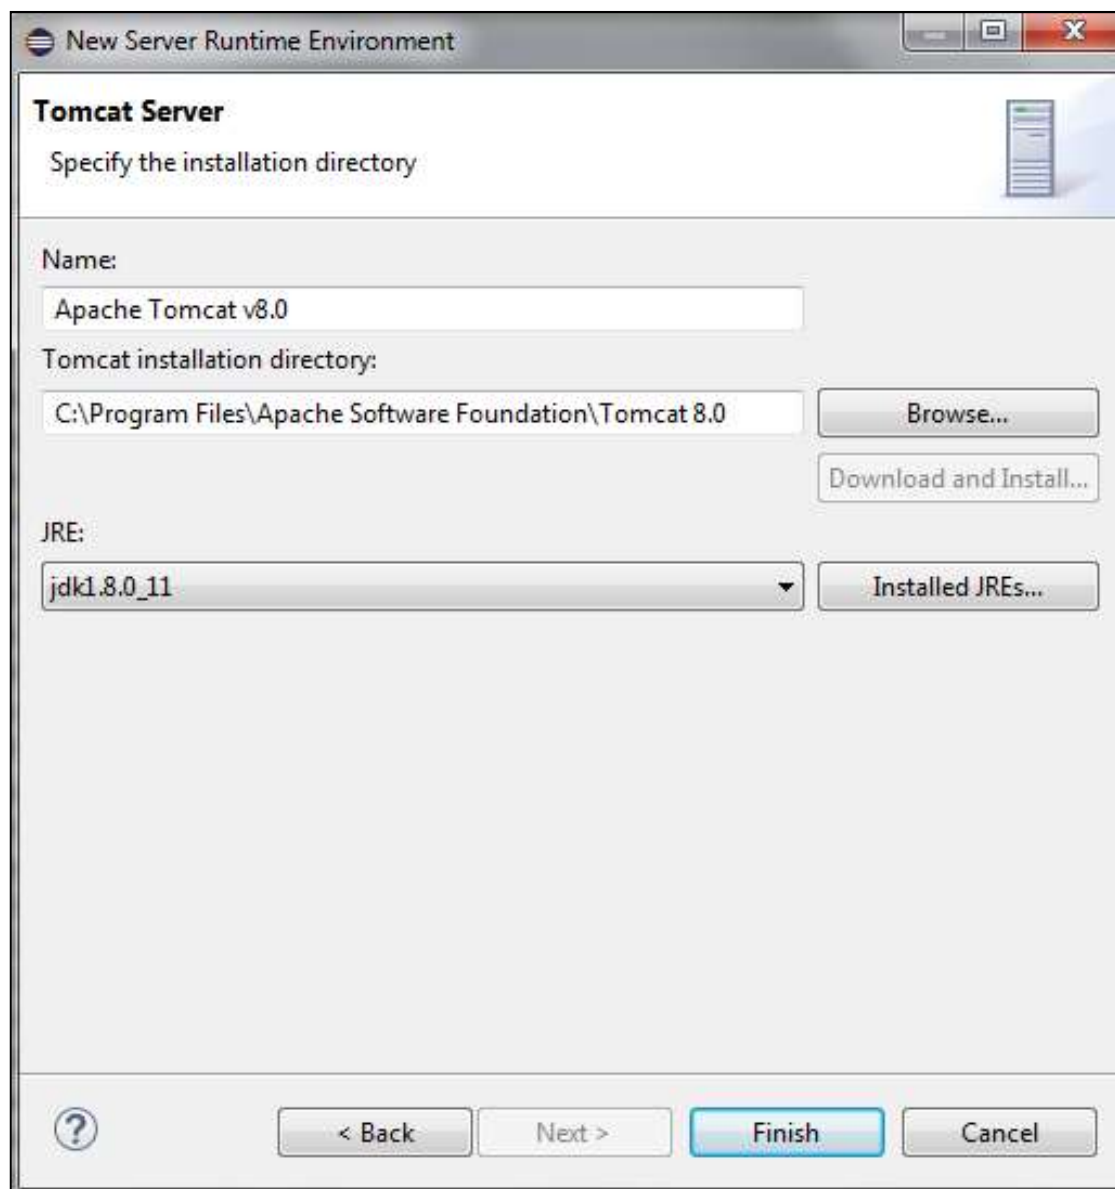 New Server Runtime Environment
Tomcat Server
Specify the installation directory
Name:
Apache Tomcat v8.0
Tomcat installation directory:
C:\Program Files\Apache Software Foundation\Tomcat 8.0
Browse...
Download and Install...
JRE:
jdk1.8.0_11
Installed JREs...
?
< Back
Next >
Finish
Cancel